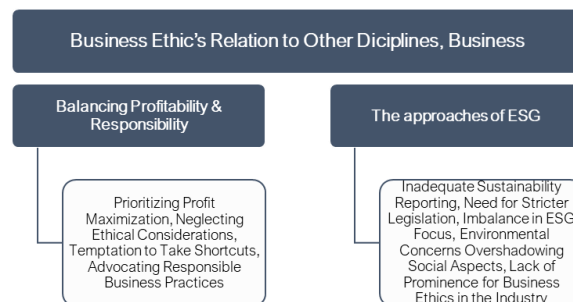 Business Ethic's Relation to Other Diciplines, Business
Balancing Profitability &
Responsibility
The approaches of ESG
Prioritizing Profit
Maximization, Neglecting
Ethical Considerations,
Temptation to Take Shortcuts,
Advocating Responsible
Business Practices
Inadequate Sustainability
Reporting, Need for Stricter
Legislation, Imbalance in ESG
Focus, Environmental
Concerns Overshadowing
Social Aspects, Lack of
Prominence for Business
Ethics in the Industry